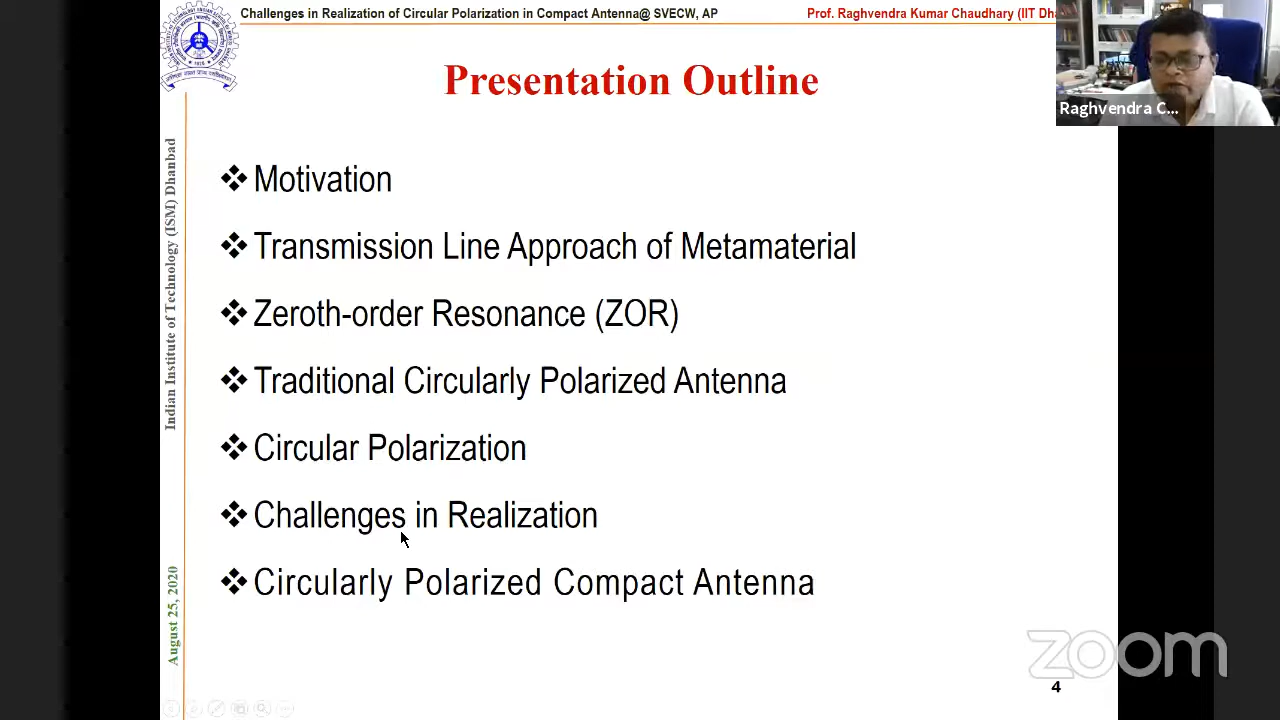 Challenges in Realization of Circular Polarization in Compact Antenna@ SVECW, AP
Prof. Raghvendra Kumar Chaudhary (IIT Dha
Raghvendra C...
Presentation Outline
Indian Institute of Technology (ISM) Dhanbad
August 25, 2020
❖ Motivation
❖ Transmission Line Approach of Metamaterial
❖ Zeroth-order Resonance (ZOR)
❖ Traditional Circularly Polarized Antenna
❖ Circular Polarization
❖ Challenges in Realization
❖ Circularly Polarized Compact Antenna
zoom
4